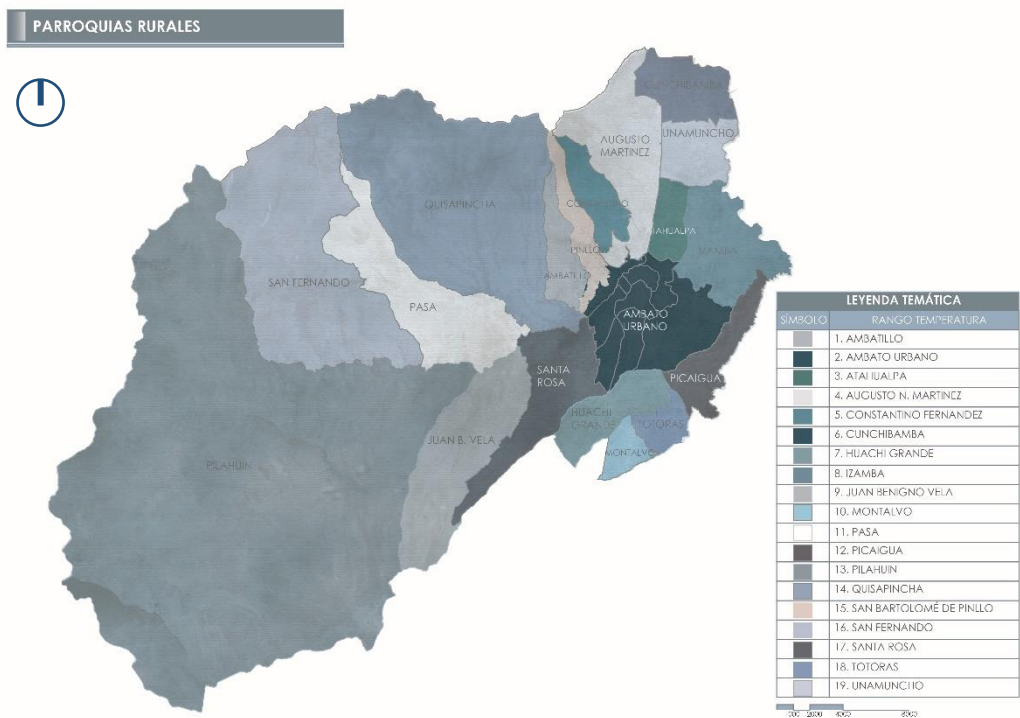 PARROQUIAS RURALES
CUNCHIBAMBA
UNAMUNCHO
AUGUSTO
MARTINEZ
QUISAPINCHA
ATAHUALPA
PINLLO
AMBATILLO
SAN FERNANDO
PASA
AMBATO
URBANO
SANTA
ROSA
PICAIGUA
HUACHI
GRANDE
TOTORAS
JUAN B. VELA
MONTALVO
PILAHUIN
LEYENDA TEMÁTICA
SÍMBOLO RANGO TEMPERATURA
1. AMBATILLO
2. AMBATO URBANO
3. ATAHUALPA
4. AUGUSTO N. MARTINEZ
5. CONSTANTINO FERNANDEZ
6. CUNCHIBAMBA
7. HUACHI GRANDE
8. IZAMBA
9. JUAN BENIGNO VELA
10. MONTALVO
11. PASA
12. PICAIGUA
13. PILAHUIN
14. QUISAPINCHA
15. SAN BARTOLOMÉ DE PINLLO
16. SAN FERNANDO
17. SANTA ROSA
18. TOTORAS
19. UNAMUNCHO
2000 4000 8000